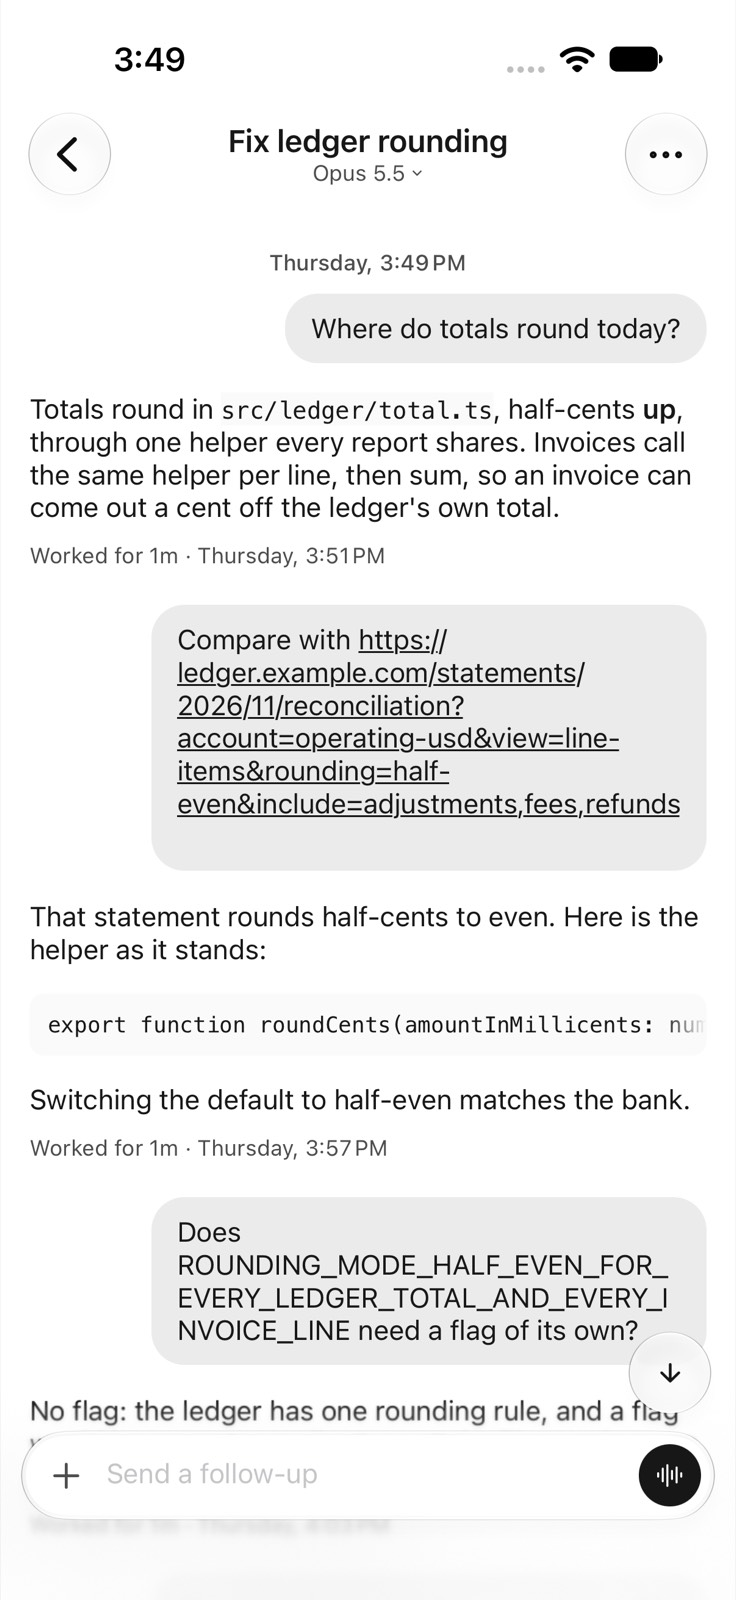 3:49
Fix ledger rounding
Opus 5.5
Thursday, 3:49 PM
Where do totals round today?
Totals round in src/ledger/total.ts, half-cents up,
through one helper every report shares. Invoices call
the same helper per line, then sum, so an invoice can
come out a cent off the ledger's own total.
Worked for 1m · Thursday, 3:51 PM
Compare with https://
ledger.example.com/statements/
2026/11/reconciliation?
account=operating-usd&view=line-
items&rounding=half-
even&include=adjustments,fees,refunds
That statement rounds half-cents to even. Here is the
helper as it stands:
export function roundCents(amountInMillicents: num
Switching the default to half-even matches the bank.
Worked for 1m · Thursday, 3:57 PM
Does
ROUNDING_MODE_HALF_EVEN_FOR_
EVERY_LEDGER_TOTAL_AND_EVERY_I
NVOICE_LINE need a flag of its own?
No flag: the ledger has one rounding rule, and a flag
Send a follow-up